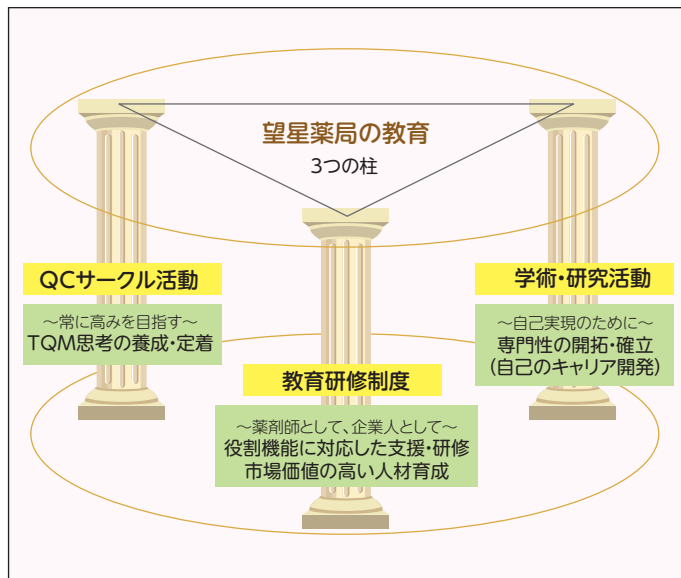 望星薬局の教育
3つの柱
QCサークル活動
～常に高みを目指す～
TQM思考の養成・定着
学術・研究活動
～自己実現のために～
専門性の開拓・確立
(自己のキャリア開発)
教育研修制度
～薬剤師として、企業人として～
役割機能に対応した支援・研修
市場価値の高い人材育成